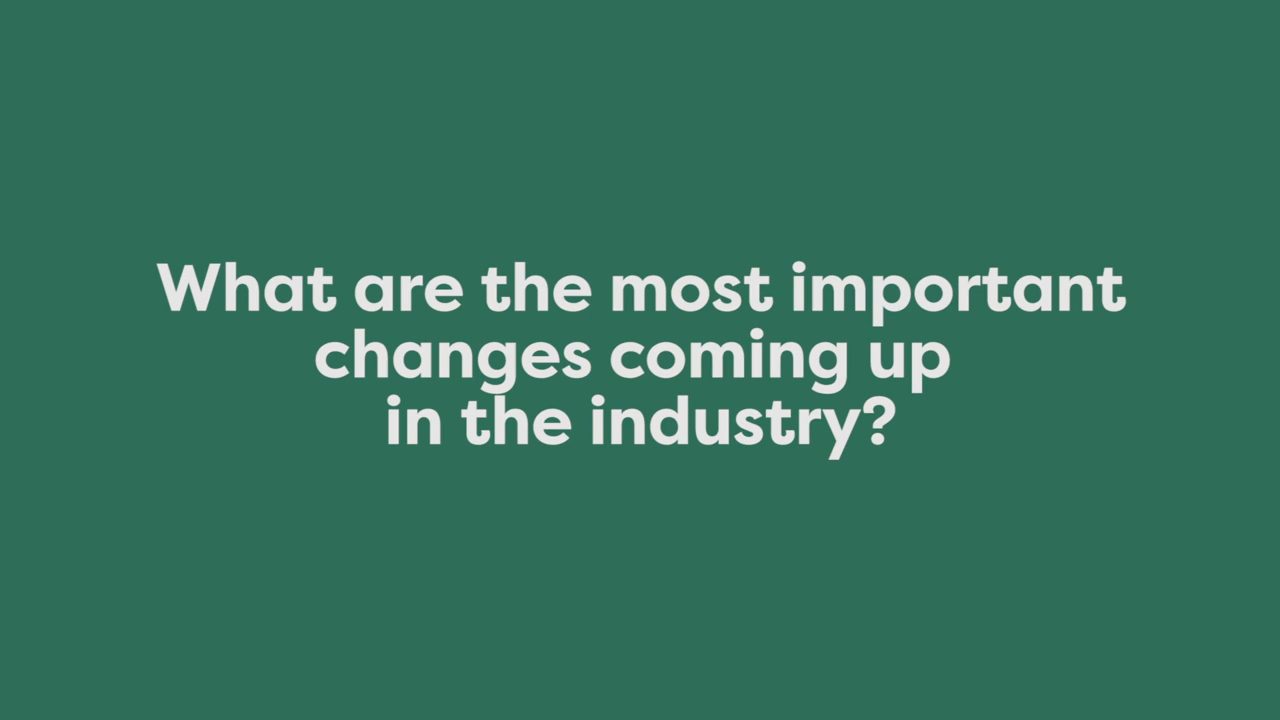 What are the most important
changes coming up
in the industry?